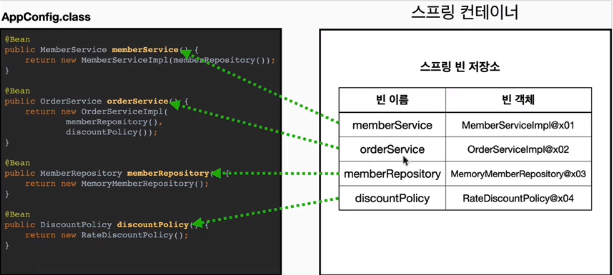 AppConfig.class
@Bean
public MemberService memberService() {
return new MemberServiceImpl(memberRepository());
}
@Bean
public OrderService orderService() {
return new OrderServiceImpl(
memberRepository(),
discountPolicy());
}
@Bean
public MemberRepository memberRepository() {
return new MemoryMemberRepository();
}
@Bean
public DiscountPolicy discountPolicy() {
return new RateDiscountPolicy();
}
스프링 컨테이너
스프링 빈 저장소
빈 이름 빈 객체
memberService MemberServiceImpl@x01
orderService OrderServiceImpl@x02
memberRepository MemoryMemberRepository@x03
discountPolicy RateDiscountPolicy@x04